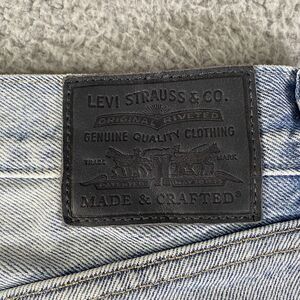 LEVI STRAUSS & CO.
ORIGINAL RIVETED
GENUINE QUALITY CLOTHING
TRADE MARK
MADE & CRAFTED®